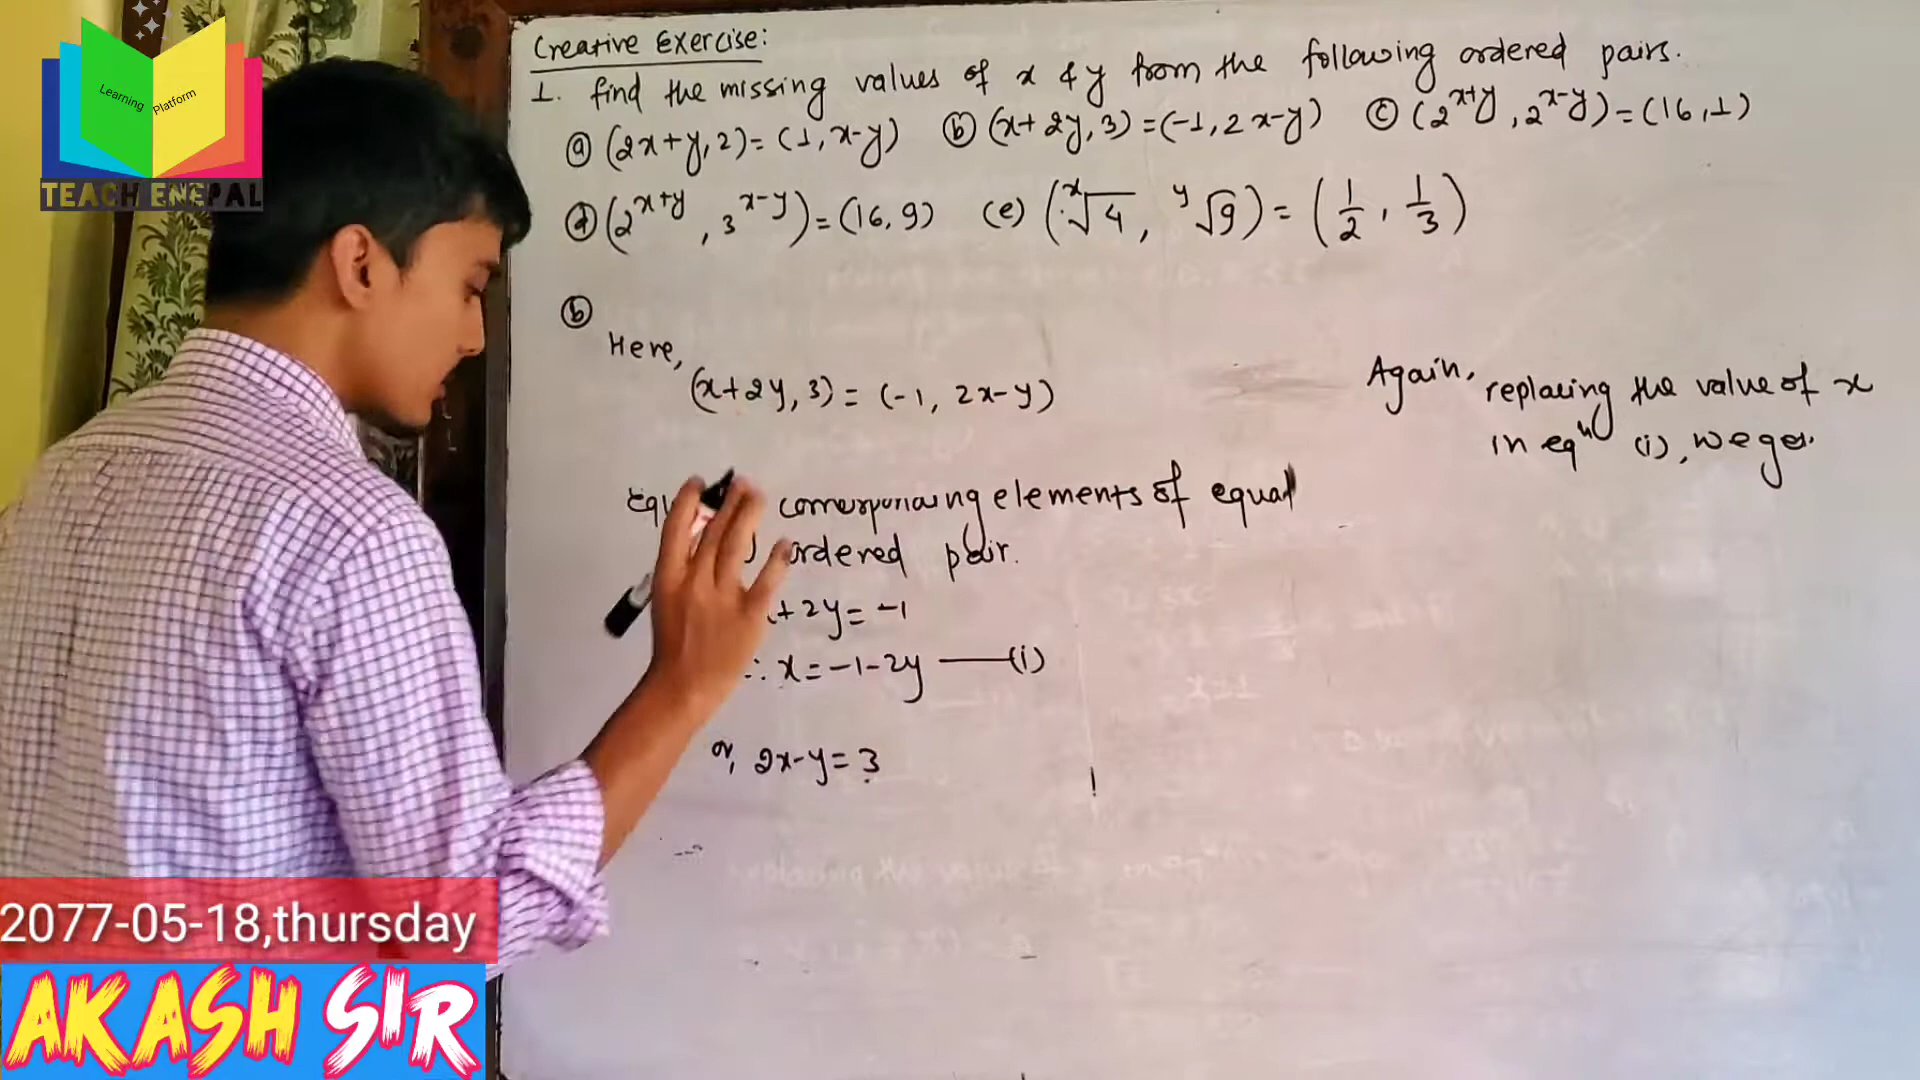 Learning Platform
TEACH ENEPAL
Creative Exercise:
1. find the missing values of x & y from the following ordered pairs.
ⓐ (2x+y, 2) = (1, x-y) ⓑ (x+2y, 3) = (-1, 2x-y) ⓒ (2^{x+y}, 2^{x-y}) = (16, 1)
ⓓ (2^{x+y}, 3^{x-y}) = (16, 9) (e) (ˣ√4, ʸ√9) = (1/2, 1/3)
ⓑ
Here,
(x+2y, 3) = (-1, 2x-y)
elements of equal
ordered pair.
+2y = -1
∴ x = -1-2y —(i)
or, 2x-y = 3
Again, replacing the value of x
in eqⁿ (i), we get.
2077-05-18,thursday
AKASH SIR